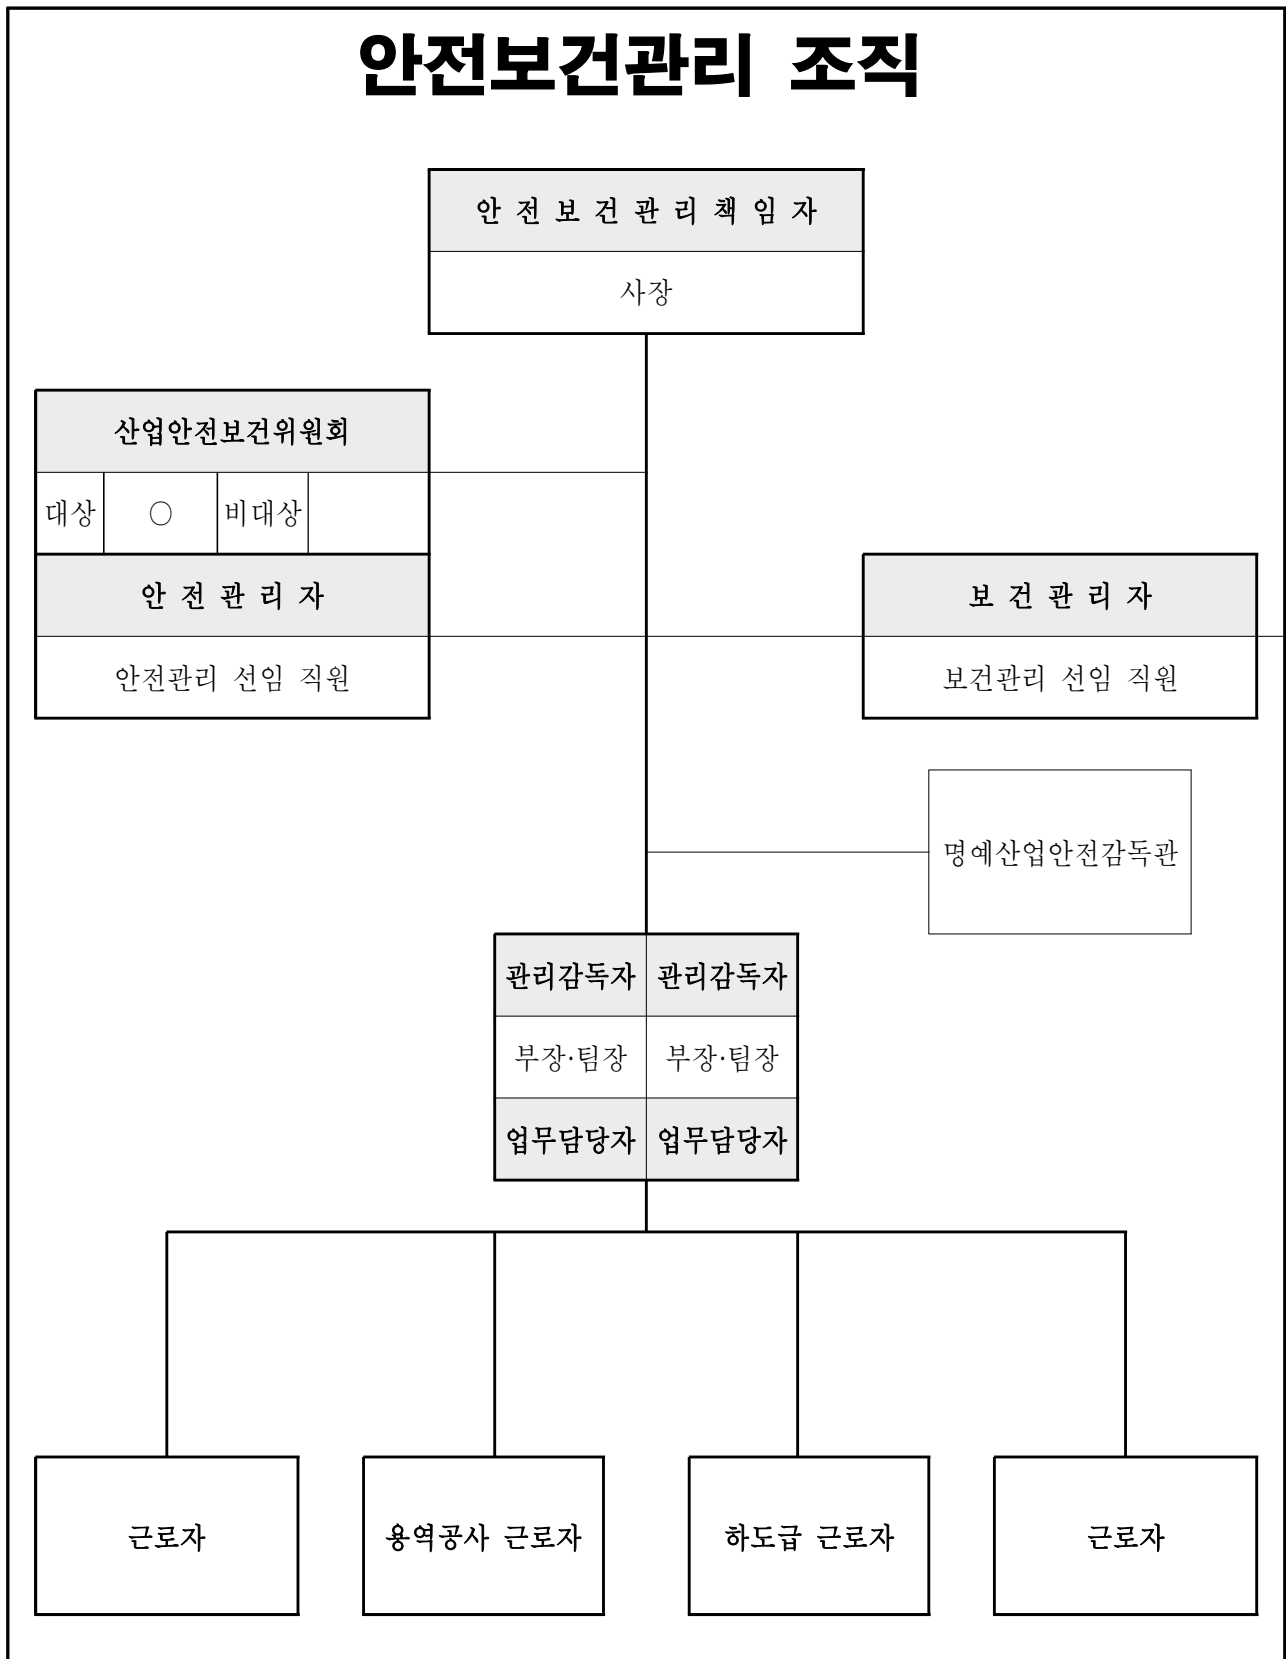 안전보건관리 조직
안 전 보 건 관 리 책 임 자
사장
산업안전보건위원회
대상 ○ 비대상
안 전 관 리 자
안전관리 선임 직원
보 건 관 리 자
보건관리 선임 직원
명예산업안전감독관
관리감독자 관리감독자
부장·팀장 부장·팀장
업무담당자 업무담당자
근로자
용역공사 근로자
하도급 근로자
근로자